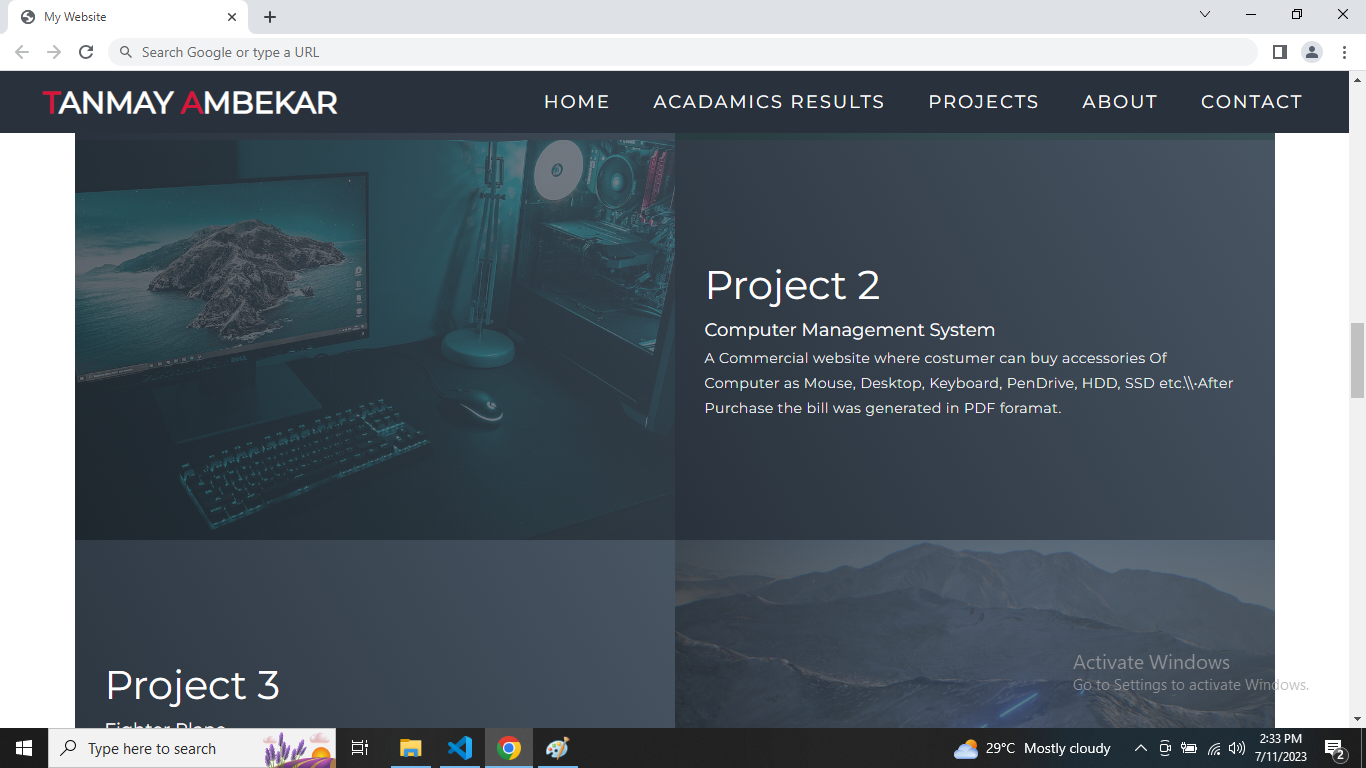 My Website
Search Google or type a URL
TANMAY AMBEKAR
HOME
ACADAMICS RESULTS
PROJECTS
ABOUT
CONTACT
Project 2
Computer Management System
A Commercial website where costumer can buy accessories Of
Computer as Mouse, Desktop, Keyboard, PenDrive, HDD, SSD etc.\\-After
Purchase the bill was generated in PDF foramat.
Project 3
Fighter Plane
Activate Windows
Go to Settings to activate Windows.
Type here to search
29°C Mostly cloudy
2:33 PM
7/11/2023
2